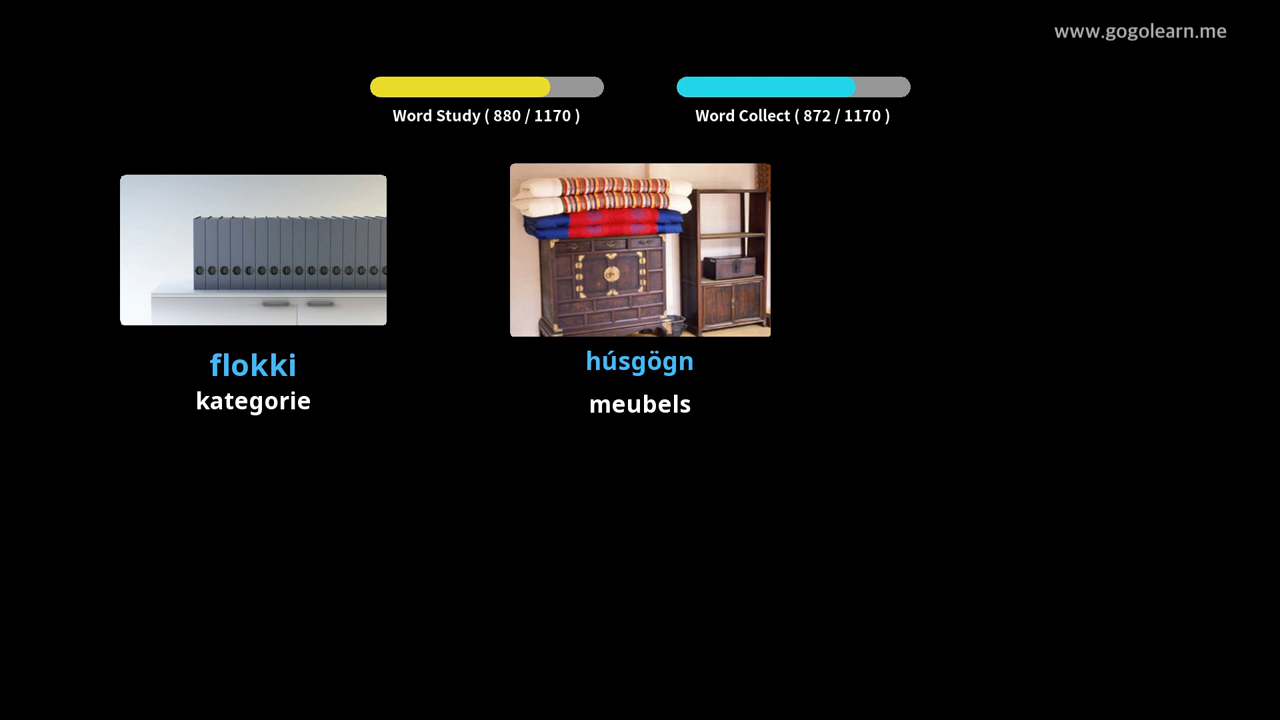 www.gogolearn.me
Word Study ( 880 / 1170 )
Word Collect ( 872 / 1170 )
flokki
kategorie
húsgögn
meubels